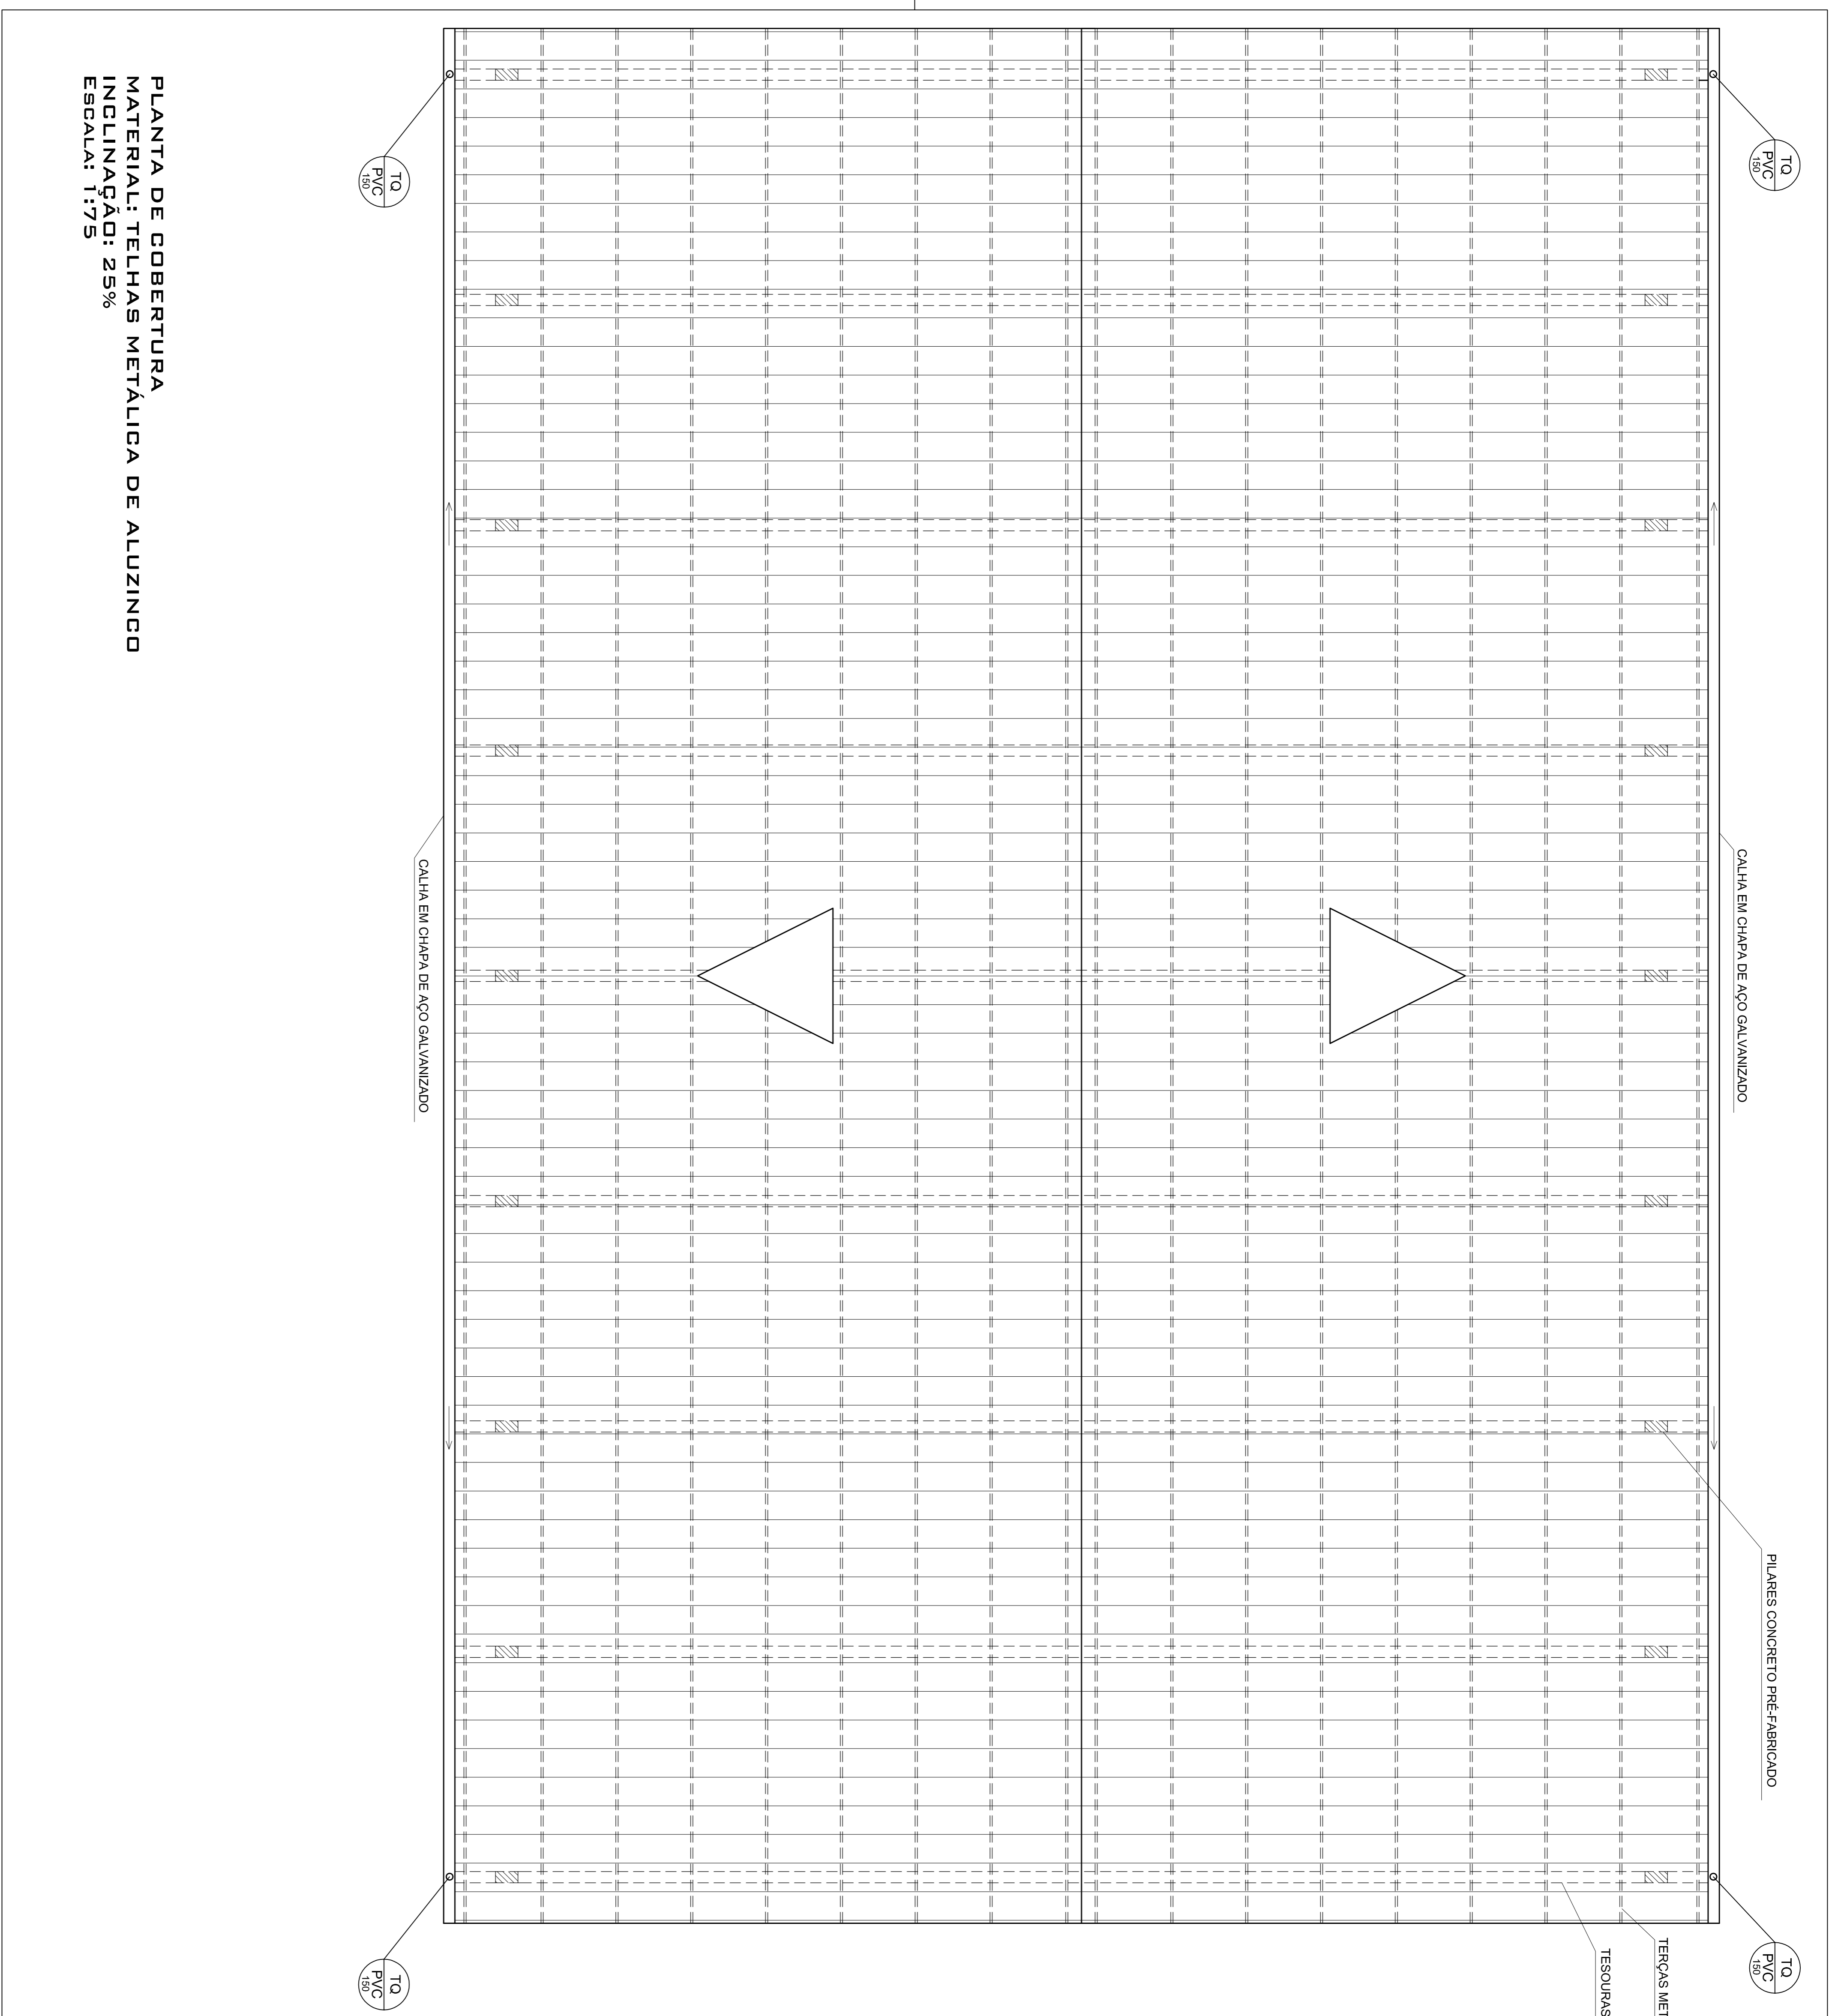 TQ
PVC
150
TQ
PVC
150
CALHA EM CHAPA DE AÇO GALVANIZADO
PILARES CONCRETO PRÉ-FABRICADO
TERÇAS MET
TESOURAS
CALHA EM CHAPA DE AÇO GALVANIZADO
TQ
PVC
150
TQ
PVC
150
PLANTA DE COBERTURA
MATERIAL: TELHAS METÁLICA DE ALUZINCO
INCLINAÇÃO: 25%
ESCALA: 1:75